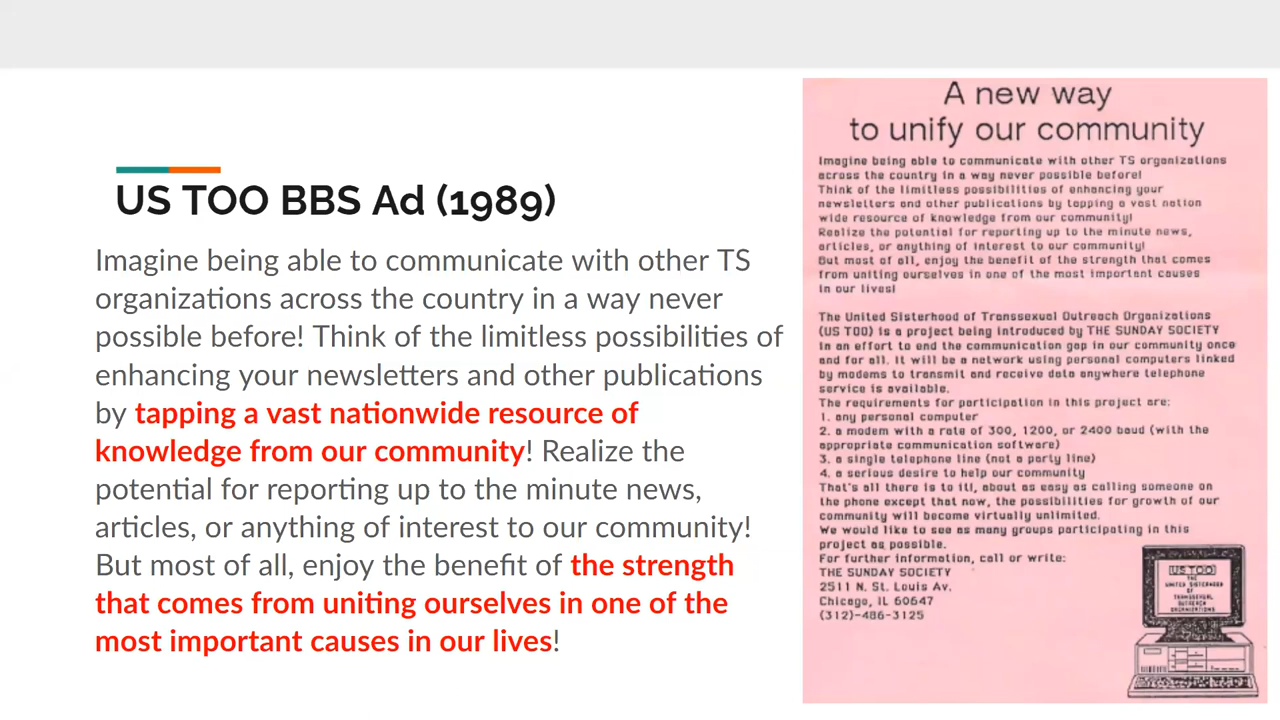 US TOO BBS Ad (1989)
Imagine being able to communicate with other TS
organizations across the country in a way never
possible before! Think of the limitless possibilities of
enhancing your newsletters and other publications
by tapping a vast nationwide resource of
knowledge from our community! Realize the
potential for reporting up to the minute news,
articles, or anything of interest to our community!
But most of all, enjoy the benefit of the strength
that comes from uniting ourselves in one of the
most important causes in our lives!
A new way
to unify our community
Imagine being able to communicate with other TS organizations
across the country in a way never possible before!
Think of the limitless possibilities of enhancing your
newsletters and other publications by tapping a vast nation
wide resource of knowledge from our community!
Realize the potential for reporting up to the minute news,
articles, or anything of interest to our community!
But most of all, enjoy the benefit of the strength that comes
from uniting ourselves in one of the most important causes
in our lives!
The United Sisterhood of Transsexual Outreach Organizations
(US TOO) is a project being introduced by THE SUNDAY SOCIETY
in an effort to end the communication gap in our community once
and for all. It will be a network using personal computers linked
by modems to transmit and receive data anywhere telephone
service is available.
The requirements for participation in this project are:
1. any personal computer
2. a modem with a rate of 300, 1200, or 2400 baud (with the
appropriate communication software)
3. a single telephone line (not a party line)
4. a serious desire to help our community
That's all there is to it!, about as easy as calling someone on
the phone except that now, the possibilities for growth of our
community will become virtually unlimited.
We would like to see as many groups participating in this
project as possible.
For further information, call or write:
THE SUNDAY SOCIETY
2511 N. St. Louis Av.
Chicago, IL 60647
(312)-486-3125
US TOO
THE
UNITED SISTERHOOD
OF
TRANSSEXUAL
OUTREACH
ORGANIZATIONS